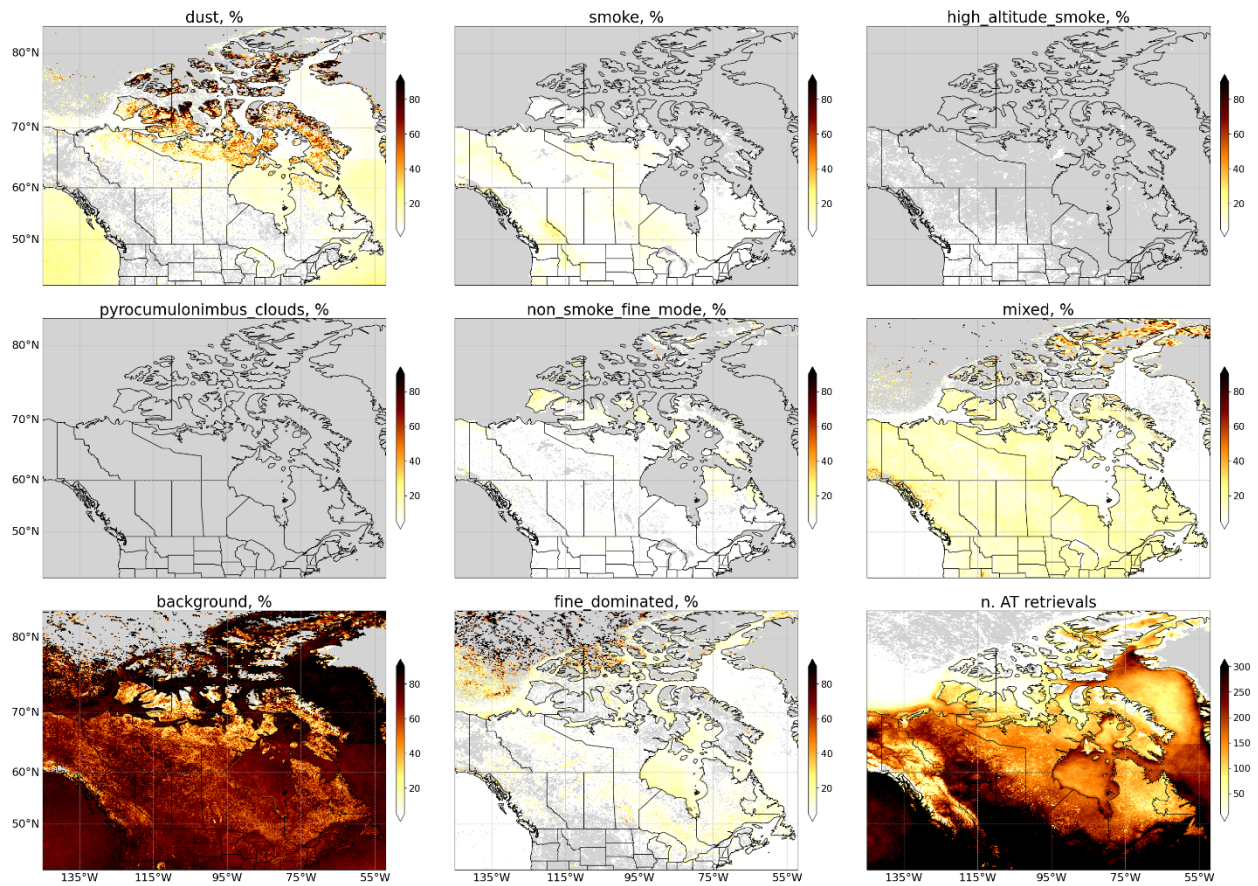 dust, %
smoke, %
high_altitude_smoke, %
80°N
70°N
60°N
50°N
80
60
40
20
80
60
40
20
80
60
40
20
pyrocumulonimbus_clouds, %
non_smoke_fine_mode, %
mixed, %
80°N
70°N
60°N
50°N
80
60
40
20
80
60
40
20
80
60
40
20
background, %
fine_dominated, %
n. AT retrievals
80°N
70°N
60°N
50°N
80
60
40
20
80
60
40
20
300
250
200
150
100
50
135°W 115°W 95°W 75°W 55°W
135°W 115°W 95°W 75°W 55°W
135°W 115°W 95°W 75°W 55°W